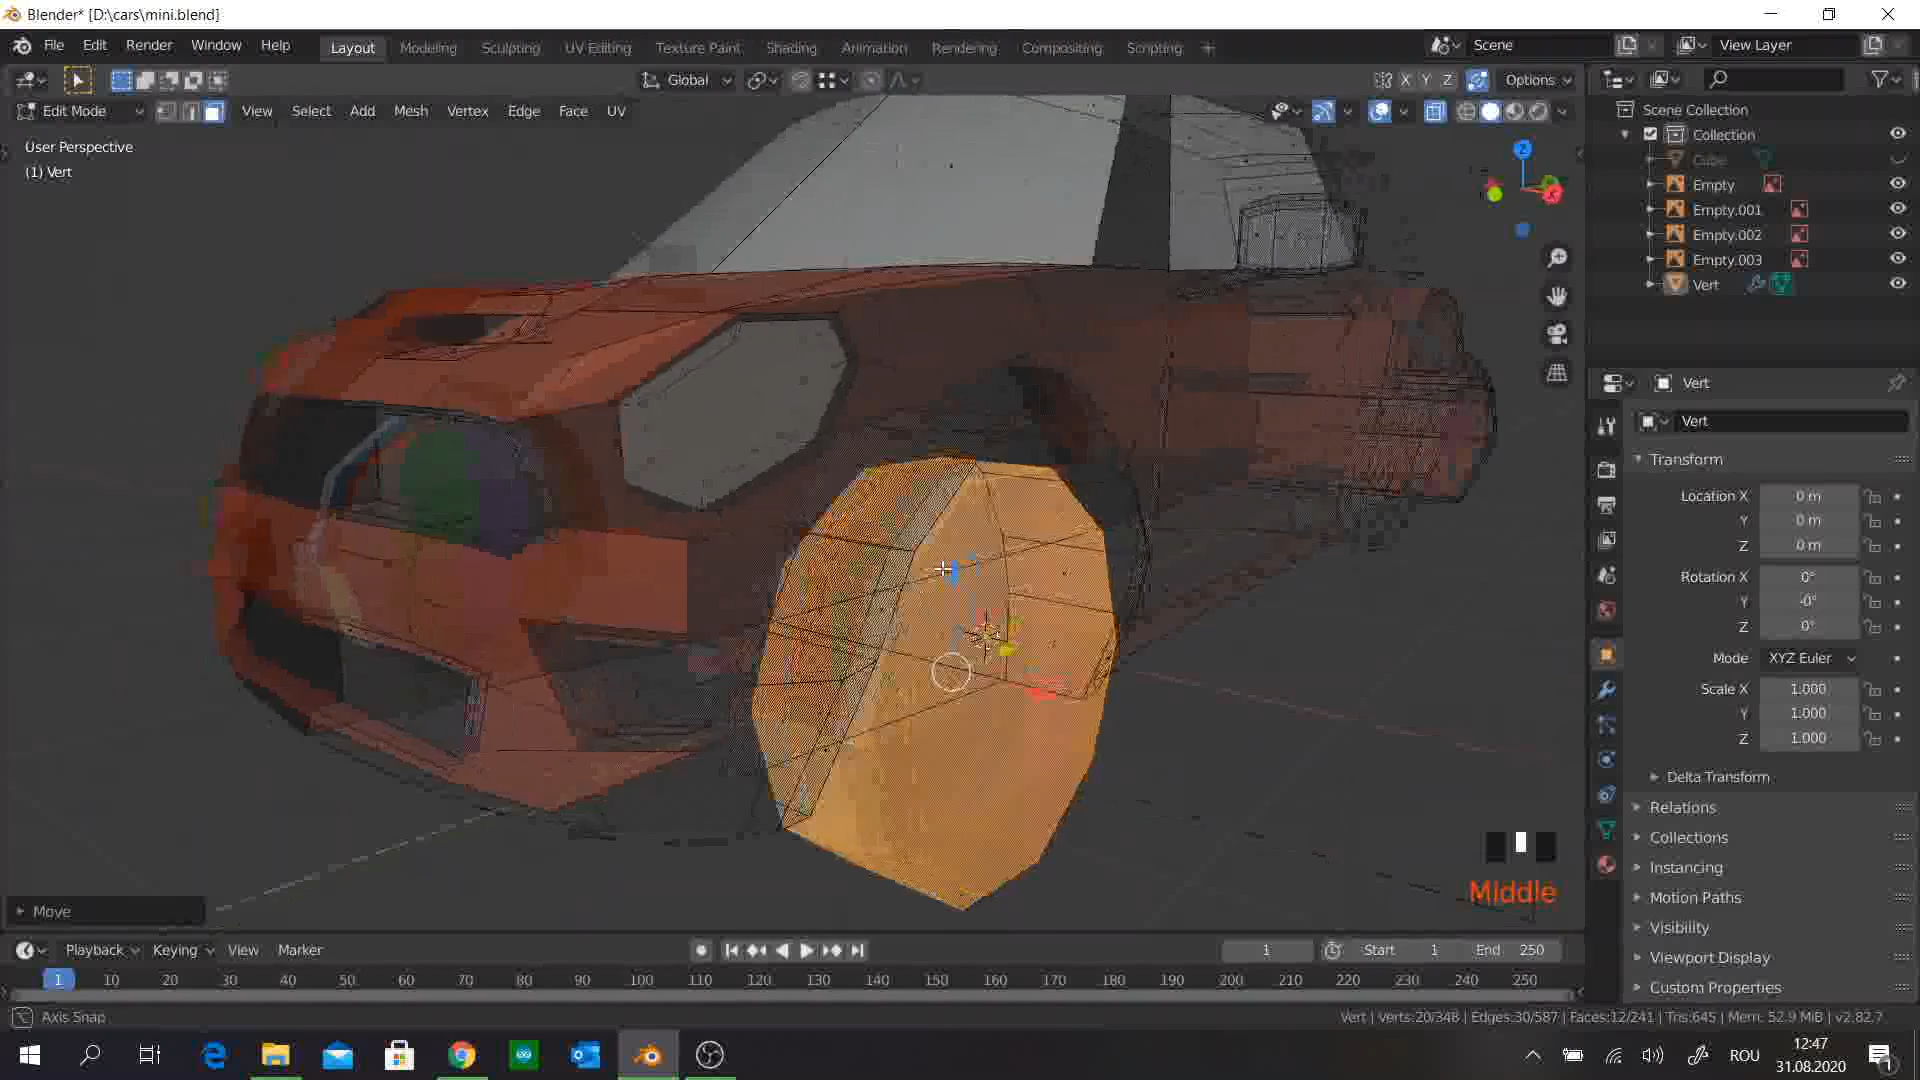 Blender* [D:\cars\mini.blend]
File Edit Render Window Help Layout Modeling Sculpting UV Editing Texture Paint Shading Animation Rendering Compositing Scripting + Scene View Layer
Global X Y Z Options
Edit Mode View Select Add Mesh Vertex Edge Face UV
User Perspective
(1) Vert
Scene Collection
Collection
Cube
Empty
Empty.001
Empty.002
Empty.003
Vert
Z
X
Vert
Vert
Transform
Location X 0 m
Y 0 m
Z 0 m
Rotation X 0°
Y -0°
Z 0°
Mode XYZ Euler
Scale X 1.000
Y 1.000
Z 1.000
Delta Transform
Relations
Collections
Instancing
Motion Paths
Visibility
Viewport Display
Custom Properties
Middle
Move
Playback Keying View Marker 1 Start 1 End 250
1 10 20 30 40 50 60 70 80 90 100 110 120 130 140 150 160 170 180 190 200 210 220 230 240 250
Axis Snap
Vert | Verts:20/348 | Edges:30/587 | Faces:12/241 | Tris:645 | Mem: 52.9 MiB | v2.82.7
ROU
12:47
31.08.2020
1